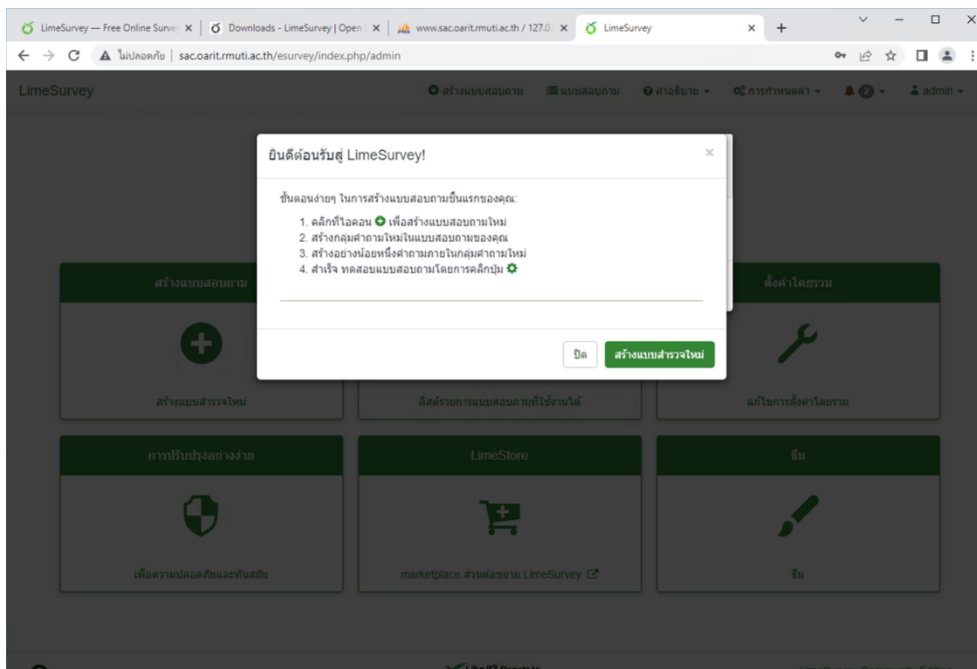 LimeSurvey — Free Online Surve
Downloads - LimeSurvey | Open
www.sac.oarit.rmuti.ac.th / 127.0.
LimeSurvey
ไม่ปลอดภัย | sac.oarit.rmuti.ac.th/esurvey/index.php/admin
LimeSurvey
สร้างแบบสอบถาม
แบบสอบถาม
คำอธิบาย
การกำหนดค่า
2
admin
ยินดีต้อนรับสู่ LimeSurvey!
ขั้นตอนง่ายๆ ในการสร้างแบบสอบถามชิ้นแรกของคุณ:
1. คลิกที่ไอคอน เพื่อสร้างแบบสอบถามใหม่
2. สร้างกลุ่มคำถามใหม่ในแบบสอบถามของคุณ
3. สร้างอย่างน้อยหนึ่งคำถามภายในกลุ่มคำถามใหม่
4. สำเร็จ ทดสอบแบบสอบถามโดยการคลิกปุ่ม
ปิด
สร้างแบบสำรวจใหม่
สร้างแบบสอบถาม
ตั้งค่าโดยรวม
สร้างแบบสำรวจใหม่
ลิสต์รายการแบบสอบถามที่ใช้งานได้
แก้ไขการตั้งค่าโดยรวม
การปรับปรุงอย่างง่าย
LimeStore
ธีม
เพื่อความปลอดภัยและทันสมัย
marketplace ส่วนต่อขยาย LimeSurvey
ธีม